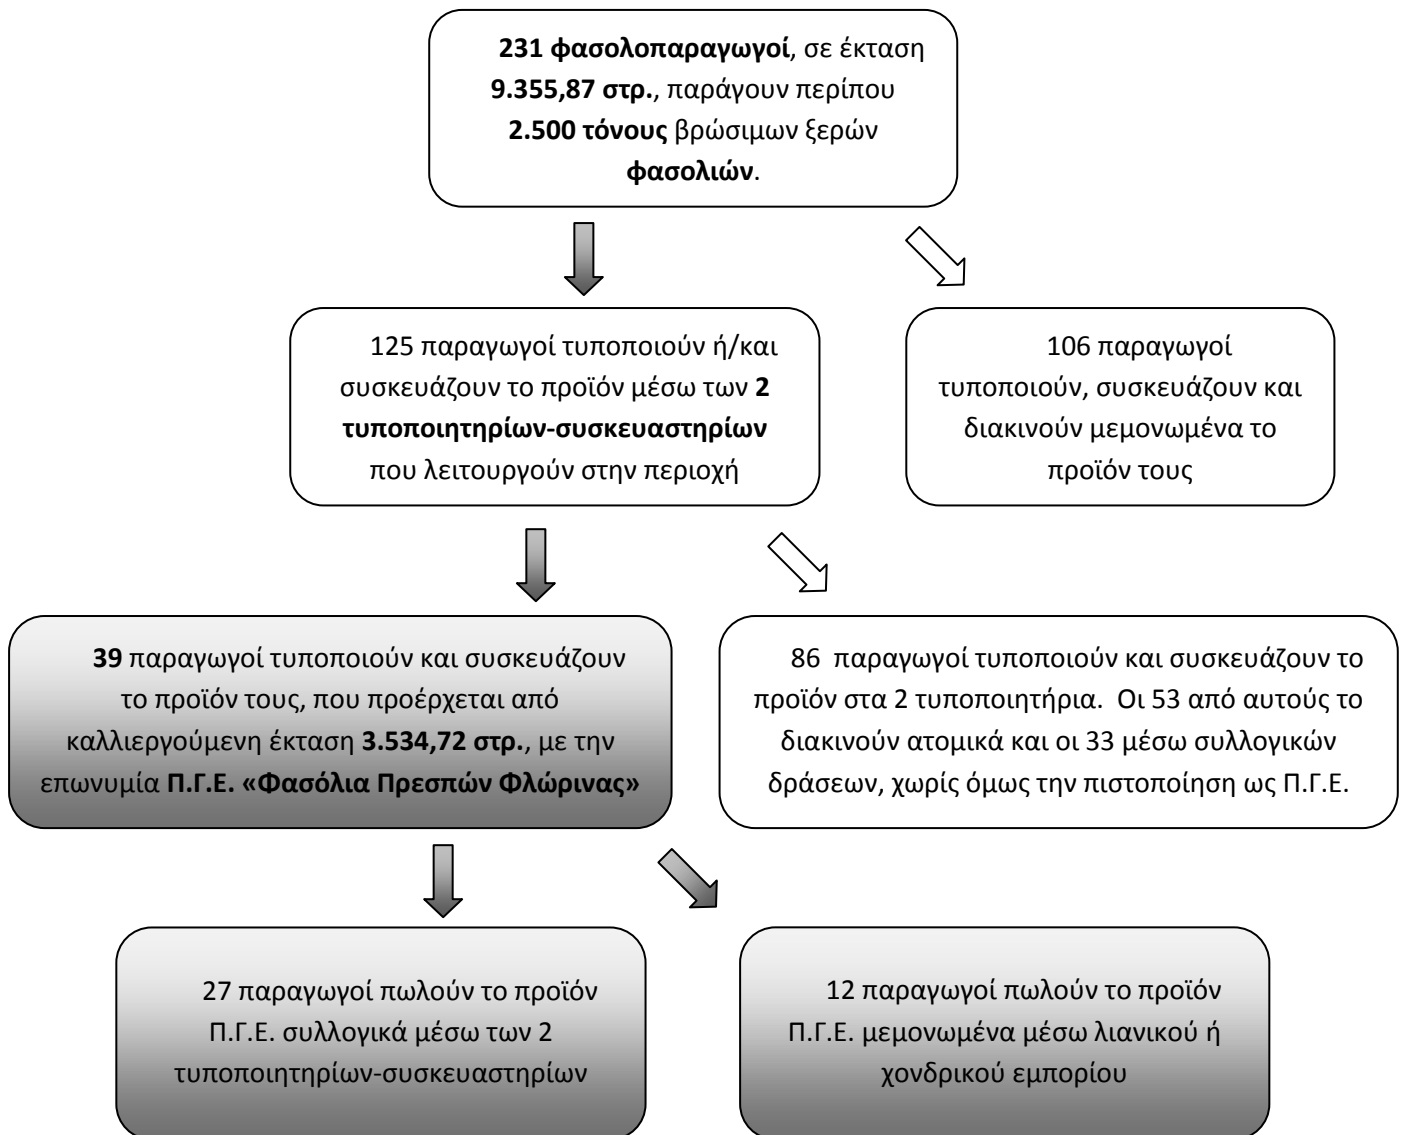 231 φασολοπαραγωγοί, σε έκταση
9.355,87 στρ., παράγουν περίπου
2.500 τόνους βρώσιμων ξερών
φασολιών.
125 παραγωγοί τυποποιούν ή/και
συσκευάζουν το προϊόν μέσω των 2
τυποποιητηρίων-συσκευαστηρίων
που λειτουργούν στην περιοχή
106 παραγωγοί
τυποποιούν, συσκευάζουν και
διακινούν μεμονωμένα το
προϊόν τους
39 παραγωγοί τυποποιούν και συσκευάζουν
το προϊόν τους, που προέρχεται από
καλλιεργούμενη έκταση 3.534,72 στρ., με την
επωνυμία Π.Γ.Ε. «Φασόλια Πρεσπών Φλώρινας»
86 παραγωγοί τυποποιούν και συσκευάζουν το
προϊόν στα 2 τυποποιητήρια. Οι 53 από αυτούς το
διακινούν ατομικά και οι 33 μέσω συλλογικών
δράσεων, χωρίς όμως την πιστοποίηση ως Π.Γ.Ε.
27 παραγωγοί πωλούν το προϊόν
Π.Γ.Ε. συλλογικά μέσω των 2
τυποποιητηρίων-συσκευαστηρίων
12 παραγωγοί πωλούν το προϊόν
Π.Γ.Ε. μεμονωμένα μέσω λιανικού ή
χονδρικού εμπορίου